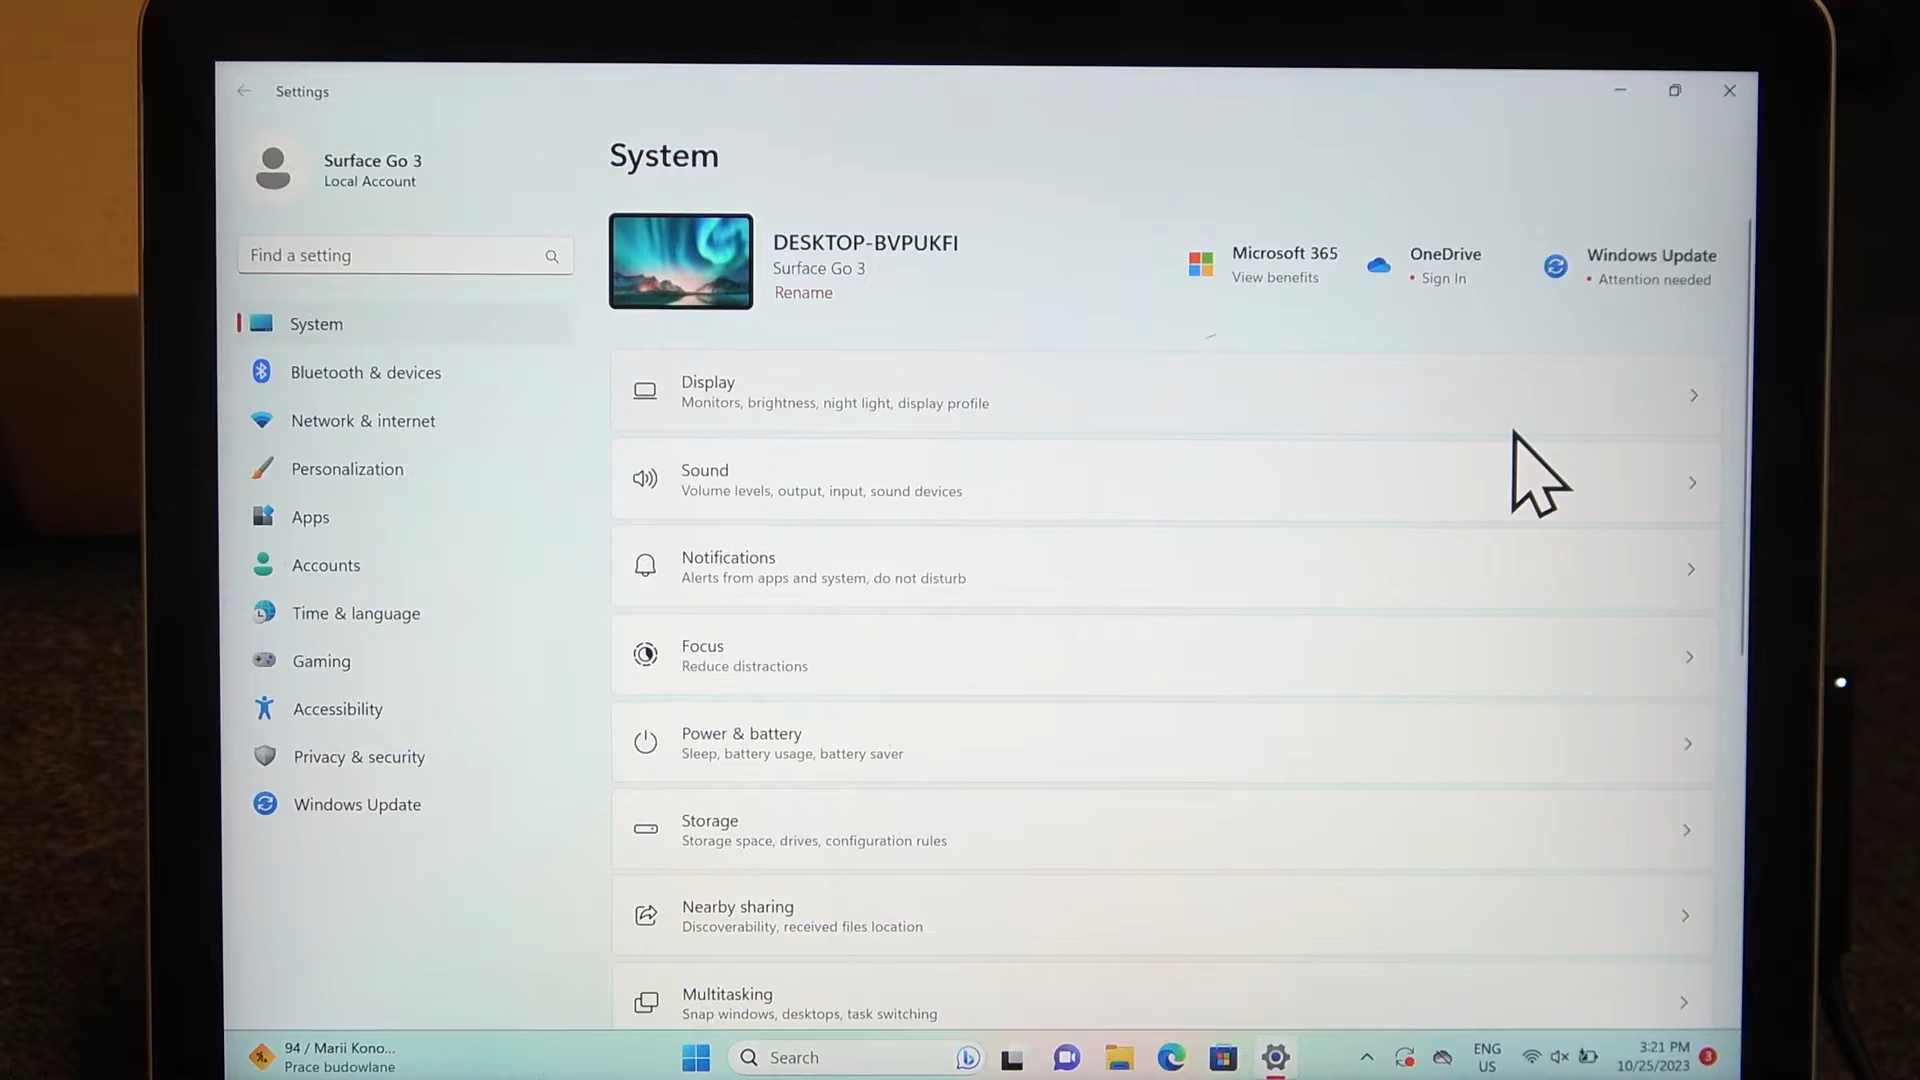 Settings
Surface Go 3
Local Account
Find a setting
System
Bluetooth & devices
Network & internet
Personalization
Apps
Accounts
Time & language
Gaming
Accessibility
Privacy & security
Windows Update
System
DESKTOP-BVPUKFI
Surface Go 3
Rename
Microsoft 365
View benefits
OneDrive
• Sign In
Windows Update
• Attention needed
Display
Monitors, brightness, night light, display profile
Sound
Volume levels, output, input, sound devices
Notifications
Alerts from apps and system, do not disturb
Focus
Reduce distractions
Power & battery
Sleep, battery usage, battery saver
Storage
Storage space, drives, configuration rules
Nearby sharing
Discoverability, received files location
Multitasking
Snap windows, desktops, task switching
94 / Marii Kono...
Prace budowlane
Search
ENG
US
3:21 PM
10/25/2023
3